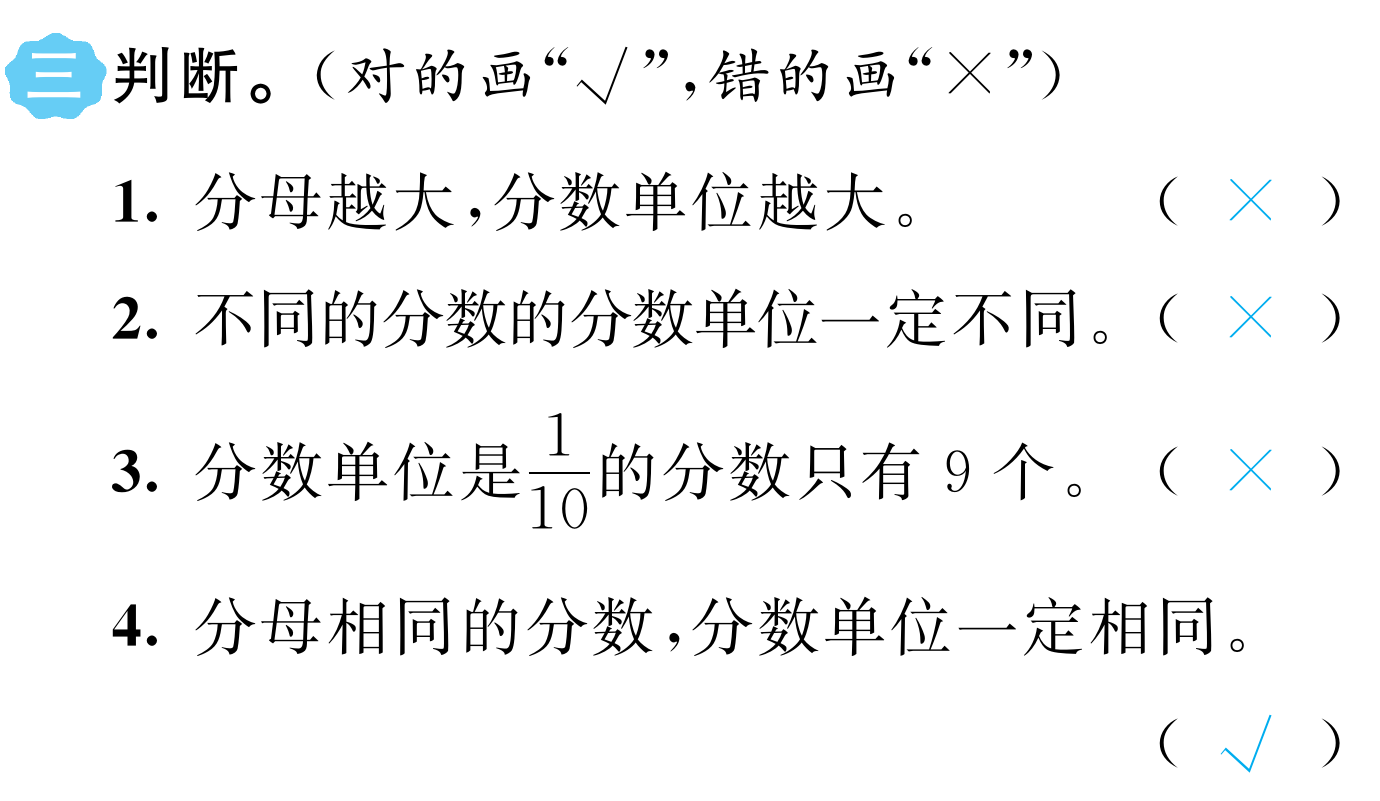 三 判断。（对的画“√”，错的画“×”）
1. 分母越大，分数单位越大。 （ × ）
2. 不同的分数的分数单位一定不同。（ × ）
3. 分数单位是1/10的分数只有 9 个。（ × ）
4. 分母相同的分数，分数单位一定相同。
（ √ ）